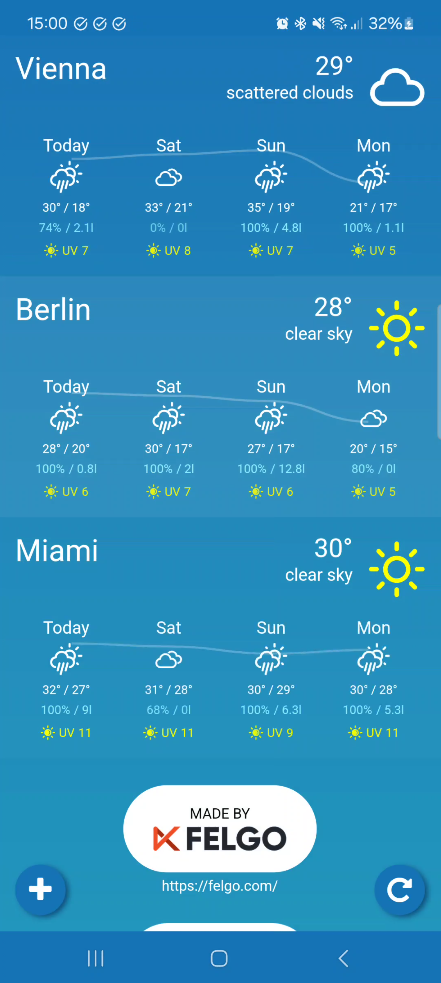 15:00 32%
Vienna
29°
scattered clouds
Today Sat Sun Mon
30° / 18° 33° / 21° 35° / 19° 21° / 17°
74% / 2.1l 0% / 0l 100% / 4.8l 100% / 1.1l
UV 7 UV 8 UV 7 UV 5
Berlin
28°
clear sky
Today Sat Sun Mon
28° / 20° 30° / 17° 27° / 17° 20° / 15°
100% / 0.8l 100% / 2l 100% / 12.8l 80% / 0l
UV 6 UV 7 UV 6 UV 5
Miami
30°
clear sky
Today Sat Sun Mon
32° / 27° 31° / 28° 30° / 29° 30° / 28°
100% / 9l 68% / 0l 100% / 6.3l 100% / 5.3l
UV 11 UV 11 UV 9 UV 11
MADE BY
FELGO
https://felgo.com/